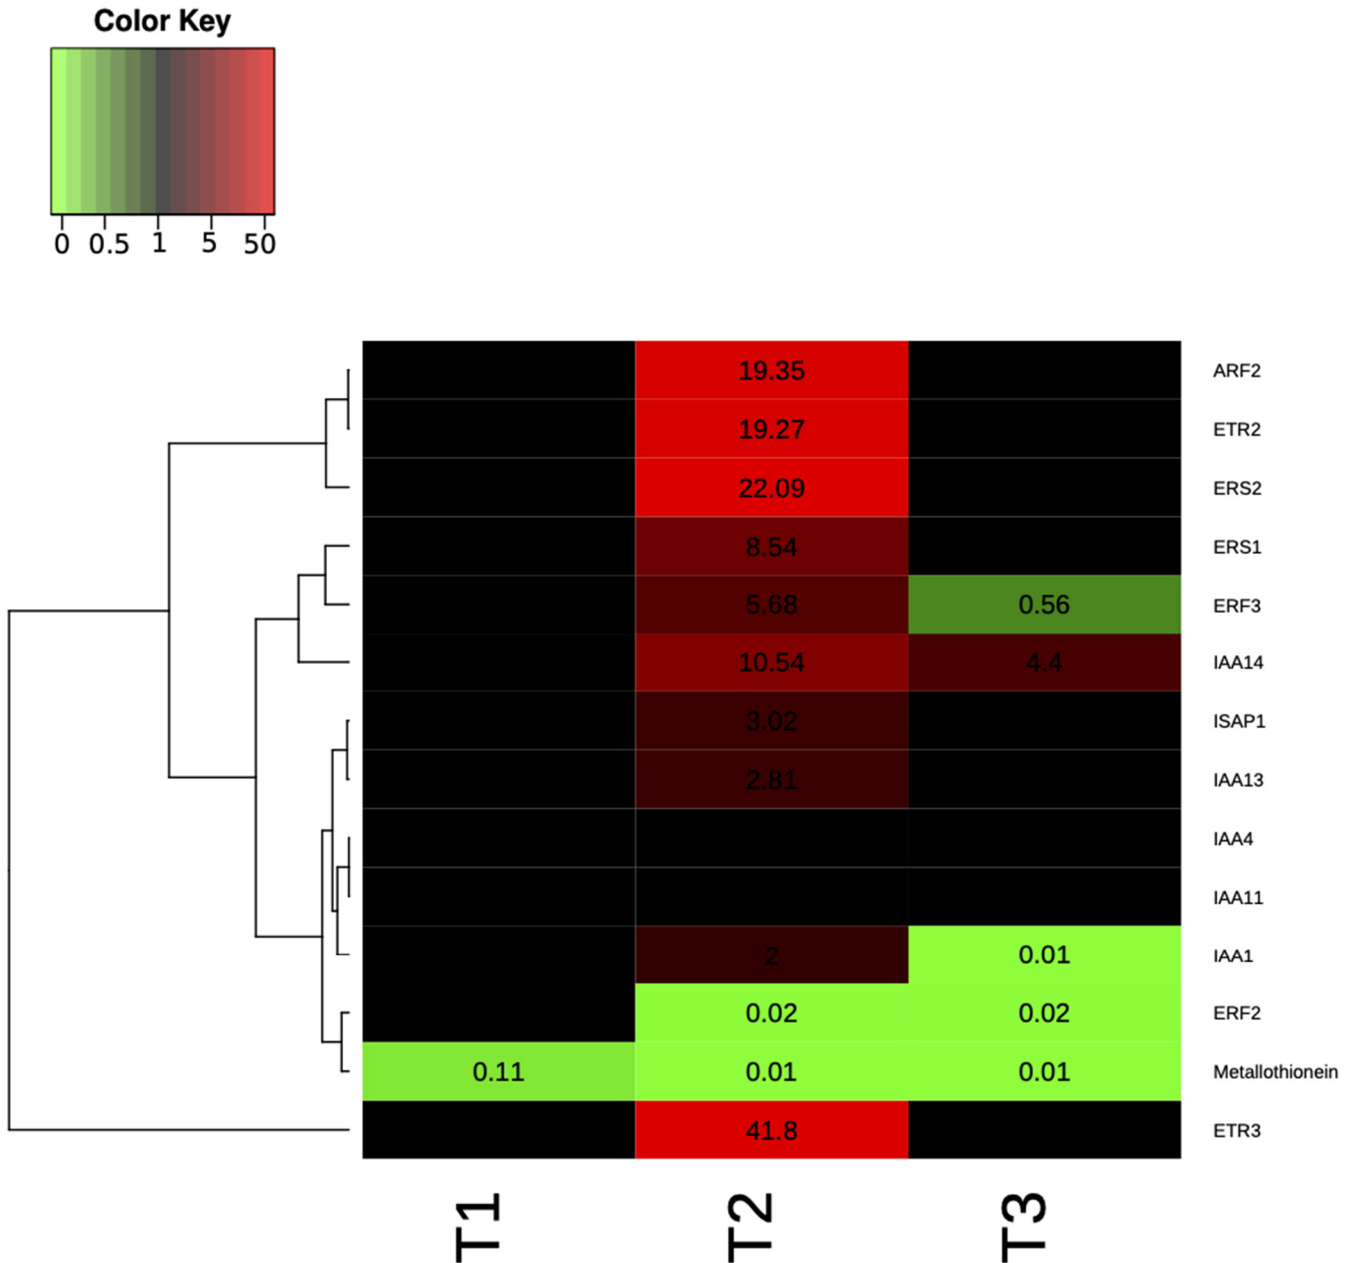 Color Key
0 0.5 1 5 50
19.35 ARF2
19.27 ETR2
22.09 ERS2
8.54 ERS1
5.68 0.56 ERF3
10.54 4.4 IAA14
3.02 ISAP1
2.81 IAA13
IAA4
IAA11
2 0.01 IAA1
0.02 0.02 ERF2
0.11 0.01 0.01 Metallothionein
41.8 ETR3
T1 T2 T3